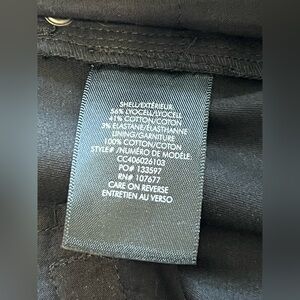 SHELL/EXTÉRIEUR:
56% LYOCELL/LYOCELL
41% COTTON/COTON
3% ELASTANE/ÉLASTHANNE
LINING/GARNITURE
100% COTTON/COTON
STYLE# /NUMÉRO DE MODÈLE:
CC406026103
PO# 133597
RN# 107677
CARE ON REVERSE
ENTRETIEN AU VERSO